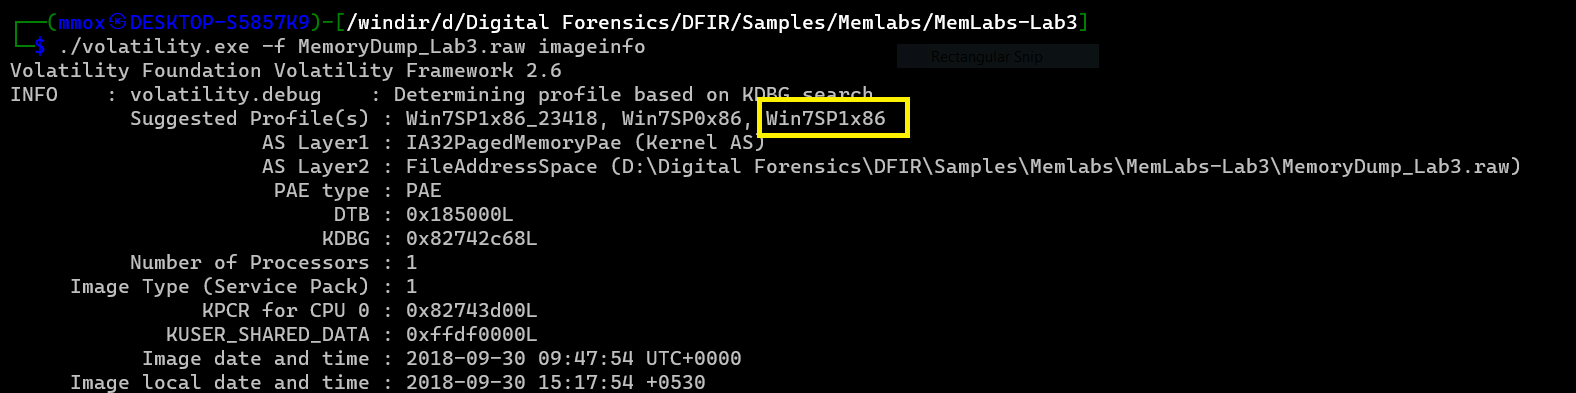 ┌──(mmox㉿DESKTOP-S5857K9)-[/windir/d/Digital Forensics/DFIR/Samples/Memlabs/MemLabs-Lab3]
└─$ ./volatility.exe -f MemoryDump_Lab3.raw imageinfo
Rectangular Snip
Volatility Foundation Volatility Framework 2.6
INFO    : volatility.debug    : Determining profile based on KDBG search
Suggested Profile(s) : Win7SP1x86_23418, Win7SP0x86, Win7SP1x86
AS Layer1 : IA32PagedMemoryPae (Kernel AS)
AS Layer2 : FileAddressSpace (D:\Digital Forensics\DFIR\Samples\Memlabs\MemLabs-Lab3\MemoryDump_Lab3.raw)
PAE type : PAE
DTB : 0x185000L
KDBG : 0x82742c68L
Number of Processors : 1
Image Type (Service Pack) : 1
KPCR for CPU 0 : 0x82743d00L
KUSER_SHARED_DATA : 0xffdf0000L
Image date and time : 2018-09-30 09:47:54 UTC+0000
Image local date and time : 2018-09-30 15:17:54 +0530